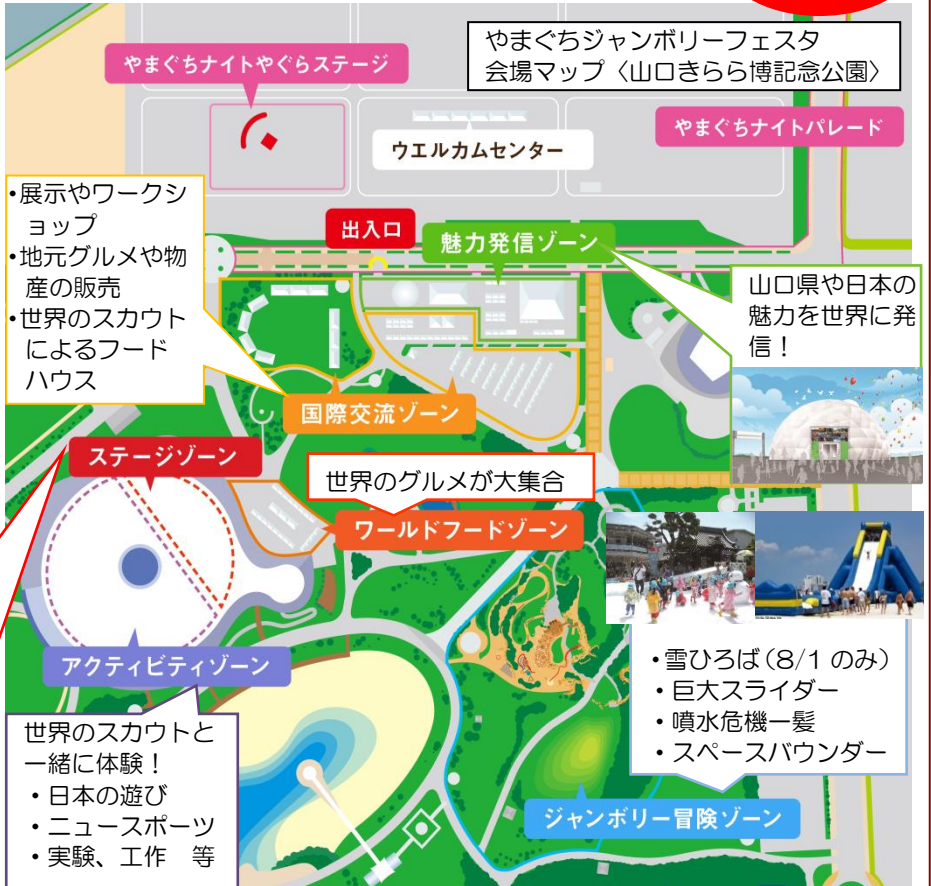 やまぐちジャンボリーフェスタ
会場マップ〈山口きらら博記念公園〉
やまぐちナイトやぐらステージ
やまぐちナイトパレード
ウエルカムセンター
・展示やワークシ
ョップ
・地元グルメや物
産の販売
・世界のスカウト
によるフード
ハウス
出入口
魅力発信ゾーン
山口県や日本の
魅力を世界に発
信！
国際交流ゾーン
ステージゾーン
世界のグルメが大集合
ワールドフードゾーン
アクティビティゾーン
・雪ひろば（8/1 のみ）
・巨大スライダー
・噴水危機一髪
・スペースバウンダー
世界のスカウトと
一緒に体験！
・日本の遊び
・ニュースポーツ
・実験、工作　等
ジャンボリー冒険ゾーン